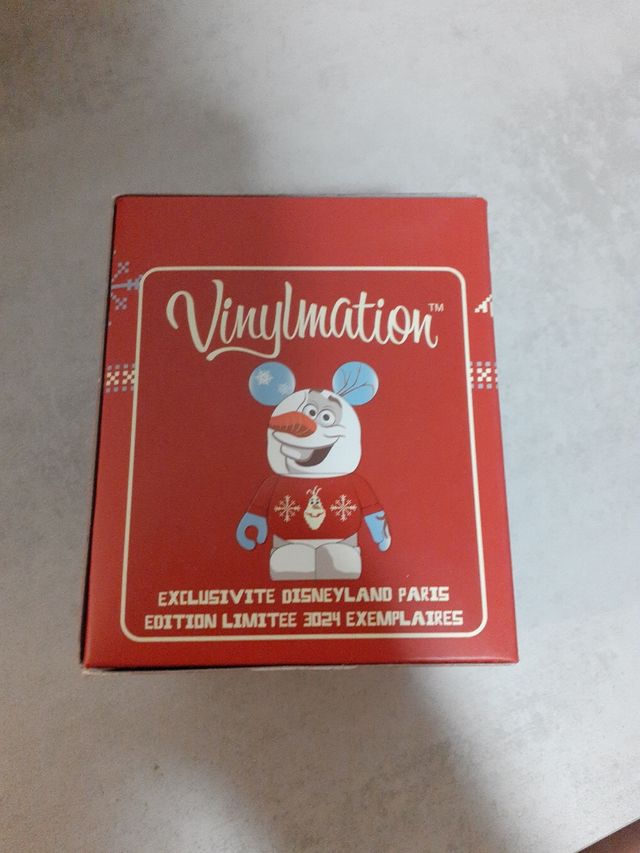 Vinylmation™
EXCLUSIVITE DISNEYLAND PARIS
EDITION LIMITEE 3024 EXEMPLAIRES